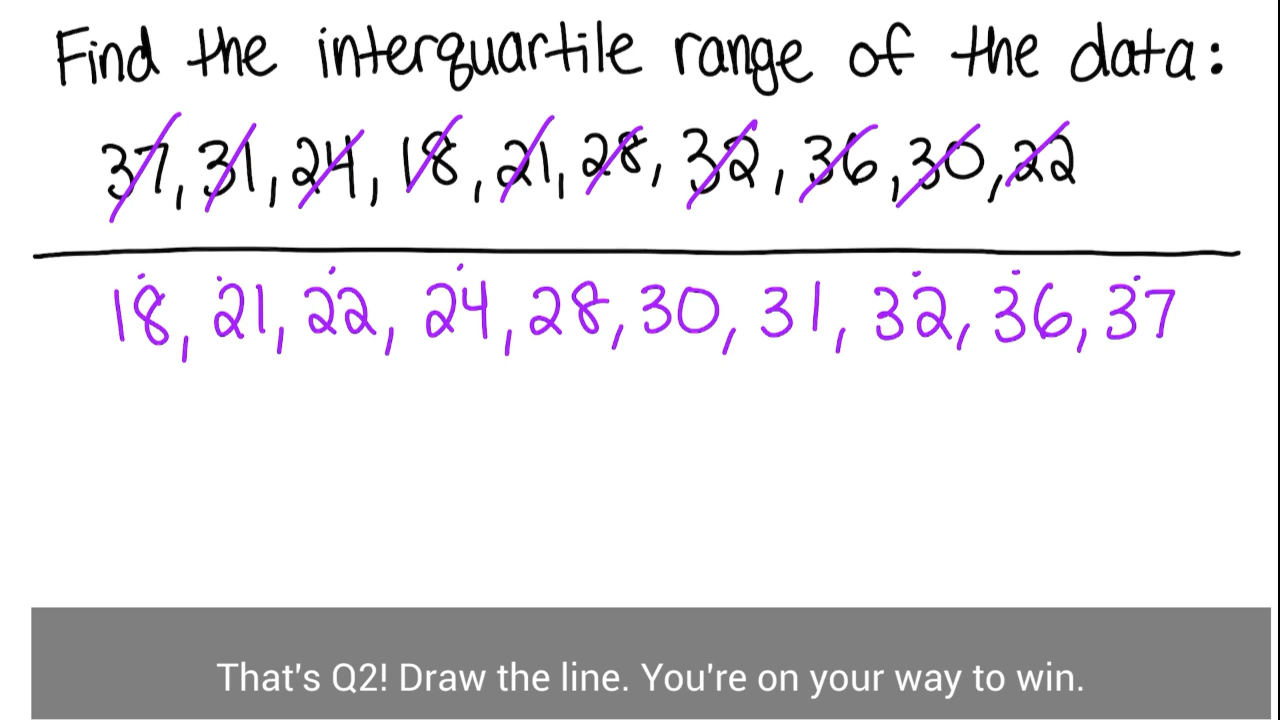 Find the interquartile range of the data:
37, 31, 24, 18, 21, 28, 32, 36, 30, 22
18, 21, 22, 24, 28, 30, 31, 32, 36, 37
That's Q2! Draw the line. You're on your way to win.